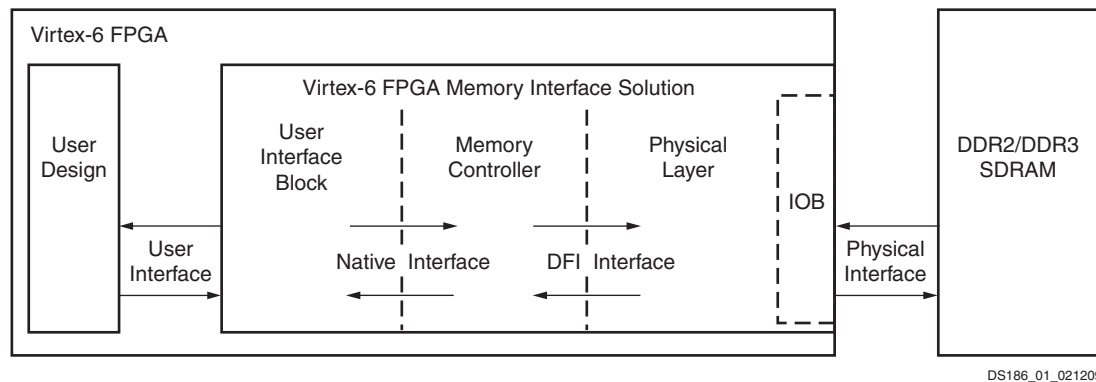 Virtex-6 FPGA
Virtex-6 FPGA Memory Interface Solution
User
Design
User
Interface
Block
Memory
Controller
Physical
Layer
IOB
DDR2/DDR3
SDRAM
User
Interface
Native Interface
DFI Interface
Physical
Interface
DS186_01_021209